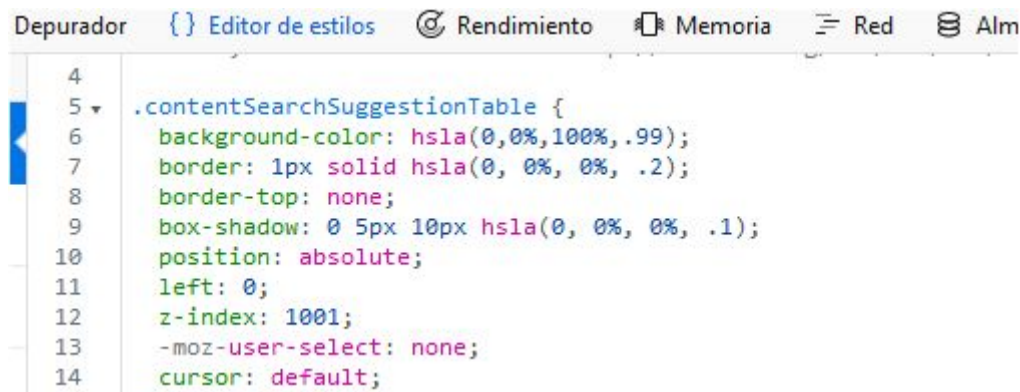 Depurador { } Editor de estilos Rendimiento Memoria Red Alm
4
5 .contentSearchSuggestionTable {
6 background-color: hsla(0,0%,100%,.99);
7 border: 1px solid hsla(0, 0%, 0%, .2);
8 border-top: none;
9 box-shadow: 0 5px 10px hsla(0, 0%, 0%, .1);
10 position: absolute;
11 left: 0;
12 z-index: 1001;
13 -moz-user-select: none;
14 cursor: default;